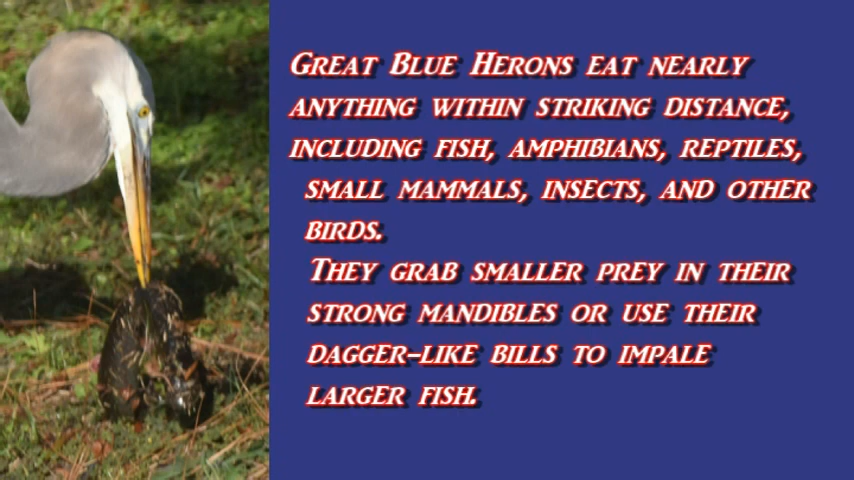 Great Blue Herons eat nearly
anything within striking distance,
including fish, amphibians, reptiles,
small mammals, insects, and other
birds.
They grab smaller prey in their
strong mandibles or use their
dagger-like bills to impale
larger fish.